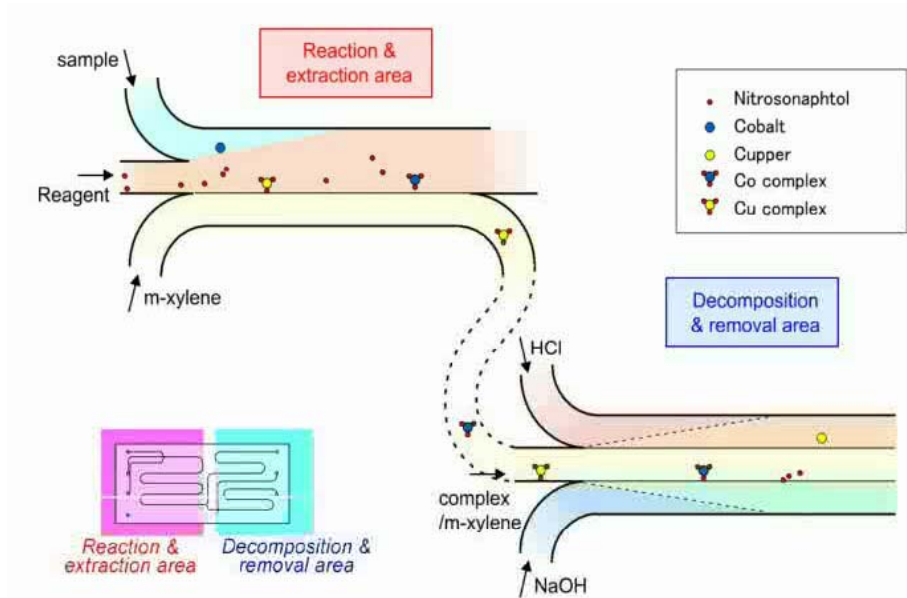 sample
Reaction &
extraction area
Reagent
m-xylene
Nitrosonaphtol
Cobalt
Cupper
Co complex
Cu complex
Decomposition
& removal area
HCl
complex
/m-xylene
NaOH
Reaction &
extraction area
Decomposition &
removal area